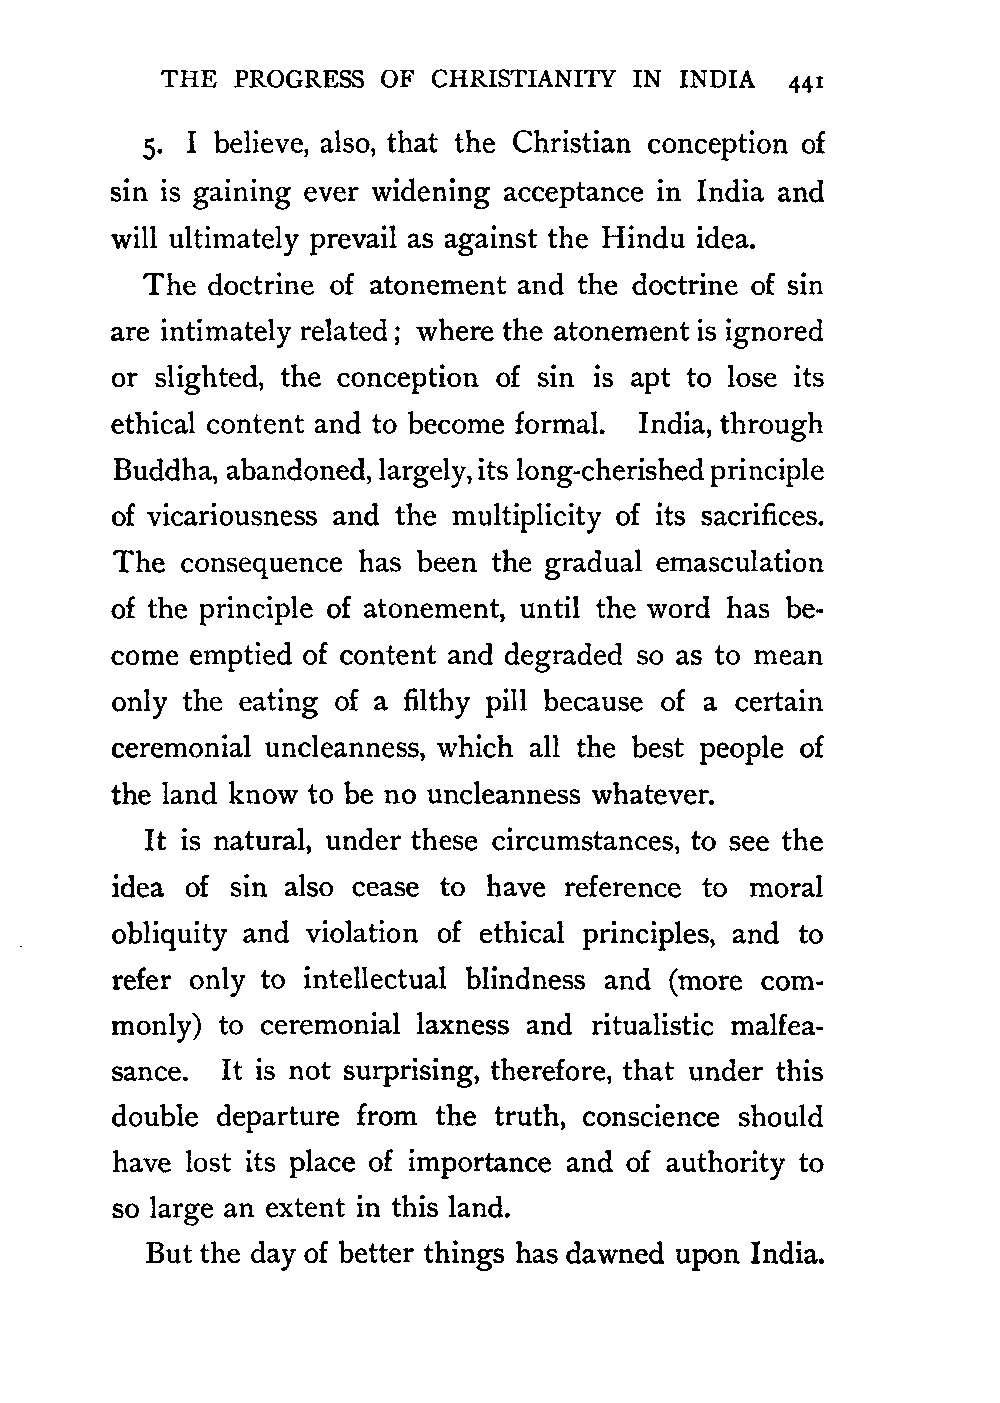 THE PROGRESS OF CHRISTIANITY IN INDIA 441
5. I believe, also, that the Christian conception of
sin is gaining ever widening acceptance in India and
will ultimately prevail as against the Hindu idea.
The doctrine of atonement and the doctrine of sin
are intimately related; where the atonement is ignored
or slighted, the conception of sin is apt to lose its
ethical content and to become formal. India, through
Buddha, abandoned, largely, its long-cherished principle
of vicariousness and the multiplicity of its sacrifices.
The consequence has been the gradual emasculation
of the principle of atonement, until the word has be-
come emptied of content and degraded so as to mean
only the eating of a filthy pill because of a certain
ceremonial uncleanness, which all the best people of
the land know to be no uncleanness whatever.
It is natural, under these circumstances, to see the
idea of sin also cease to have reference to moral
obliquity and violation of ethical principles, and to
refer only to intellectual blindness and (more com-
monly) to ceremonial laxness and ritualistic malfea-
sance. It is not surprising, therefore, that under this
double departure from the truth, conscience should
have lost its place of importance and of authority to
so large an extent in this land.
But the day of better things has dawned upon India.